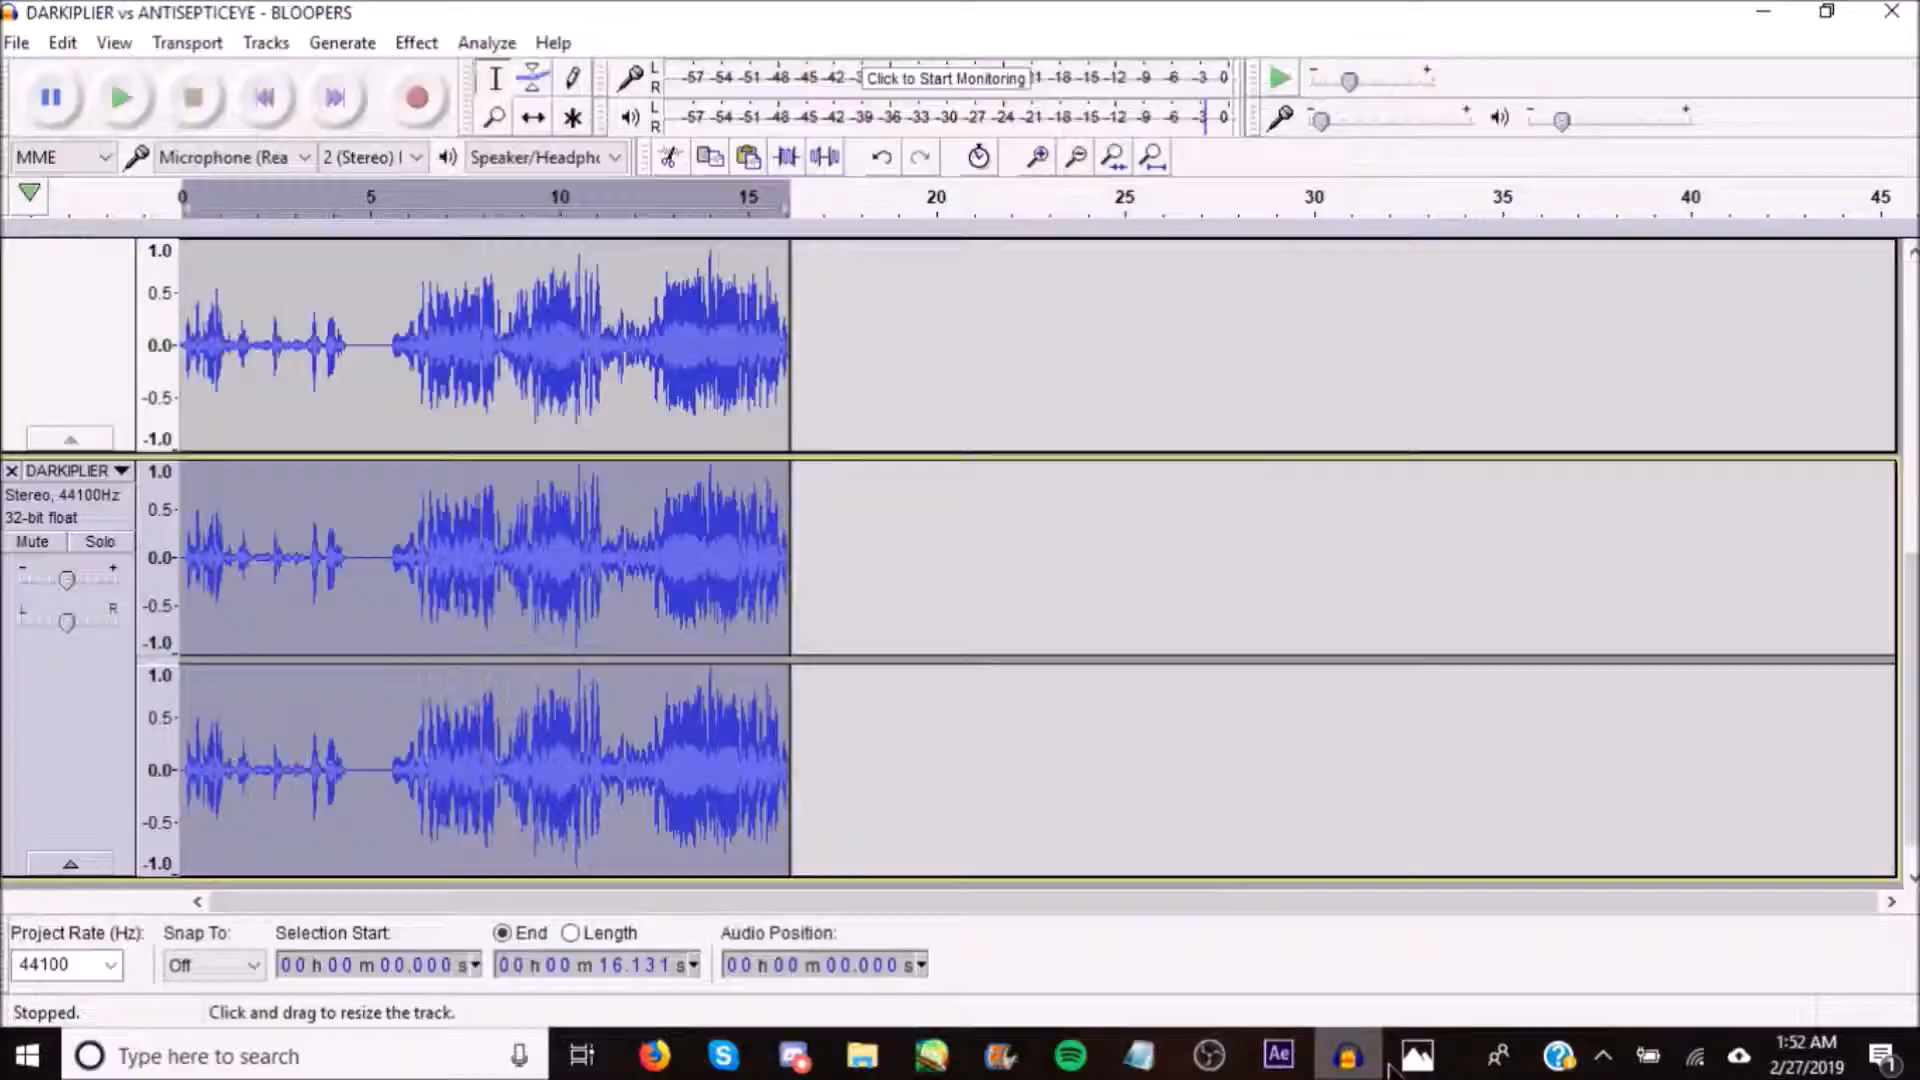 DARKIPLIER vs ANTISEPTICEYE - BLOOPERS
File Edit View Transport Tracks Generate Effect Analyze Help
L R -57 -54 -51 -48 -45 -42 Click to Start Monitoring -18 -15 -12 -9 -6 -3 0
L R -57 -54 -51 -48 -45 -42 -39 -36 -33 -30 -27 -24 -21 -18 -15 -12 -9 -6 -3 0
MME Microphone (Rea 2 (Stereo) Speaker/Headph
0 5 10 15 20 25 30 35 40 45
1.0
0.5
0.0
-0.5
-1.0
DARKIPLIER
Stereo, 44100Hz
32-bit float
Mute Solo
- +
L R
1.0
0.5
0.0
-0.5
-1.0
1.0
0.5
0.0
-0.5
-1.0
Project Rate (Hz): Snap To: Selection Start: End Length Audio Position:
44100 Off 00 h 00 m 00.000 s 00 h 00 m 16.131 s 00 h 00 m 00.000 s
Stopped. Click and drag to resize the track.
Type here to search
Ae
1:52 AM
2/27/2019
1